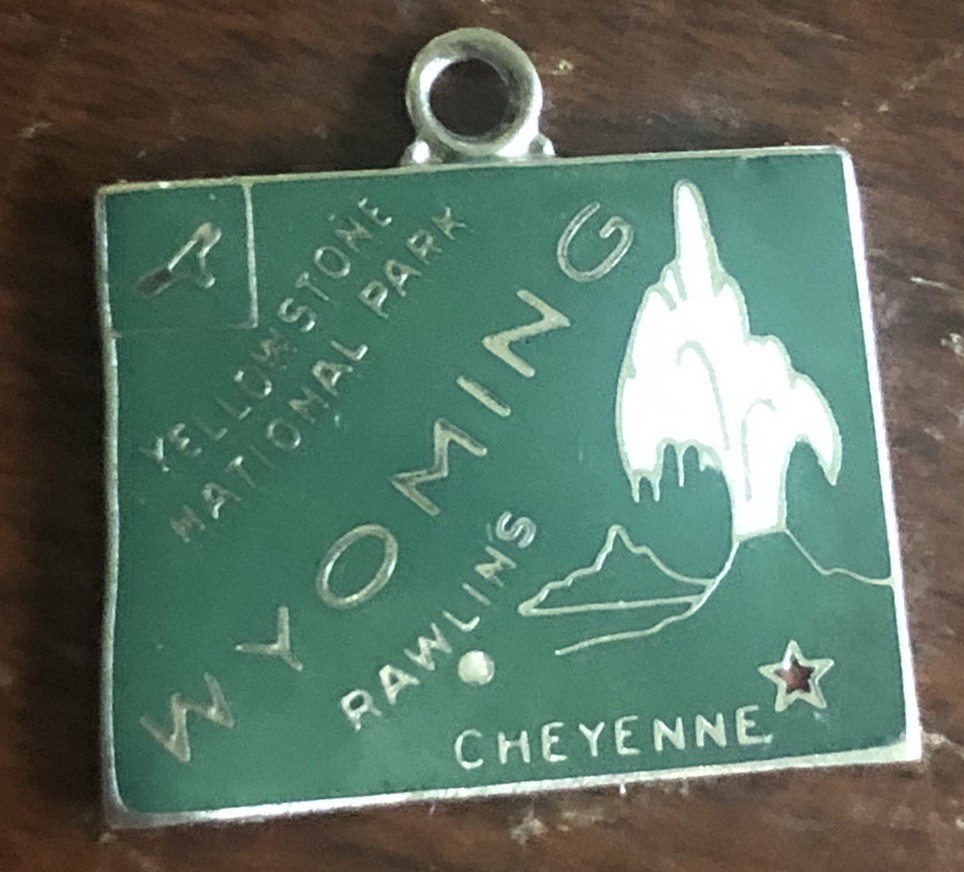 YELLOWSTONE
NATIONAL PARK
WYOMING
RAWLINS
CHEYENNE